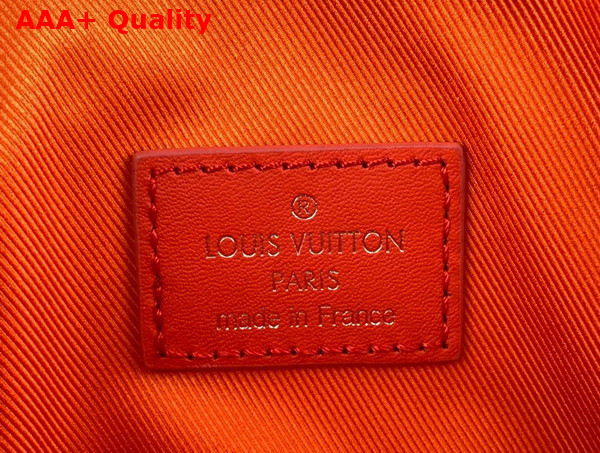 AAA+ Quality
®
LOUIS VUITTON
PARIS
made in France